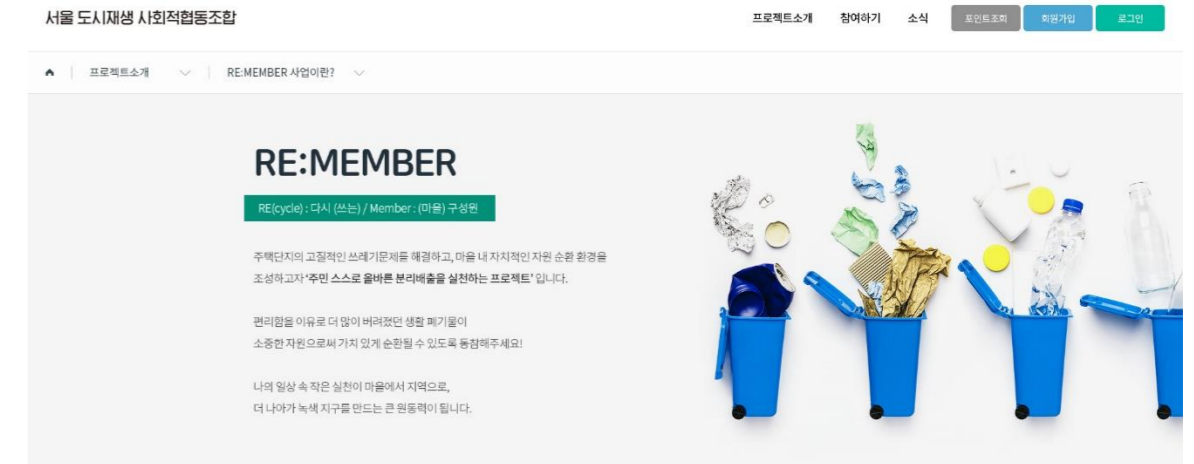 서울 도시재생 사회적협동조합
프로젝트소개 참여하기 소식 포인트조회 회원가입 로그인
프로젝트소개 RE:MEMBER 사업이란?
RE:MEMBER
RE(cycle) : 다시 (쓰는) / Member : (마을) 구성원
주택단지의 고질적인 쓰레기문제를 해결하고, 마을 내 자치적인 자원 순환 환경을
조성하고자 ‘주민 스스로 올바른 분리배출을 실천하는 프로젝트’ 입니다.
편리함을 이유로 더 많이 버려졌던 생활 폐기물이
소중한 자원으로써 가치 있게 순환될 수 있도록 동참해주세요!
나의 일상 속 작은 실천이 마을에서 지역으로,
더 나아가 녹색 지구를 만드는 큰 원동력이 됩니다.